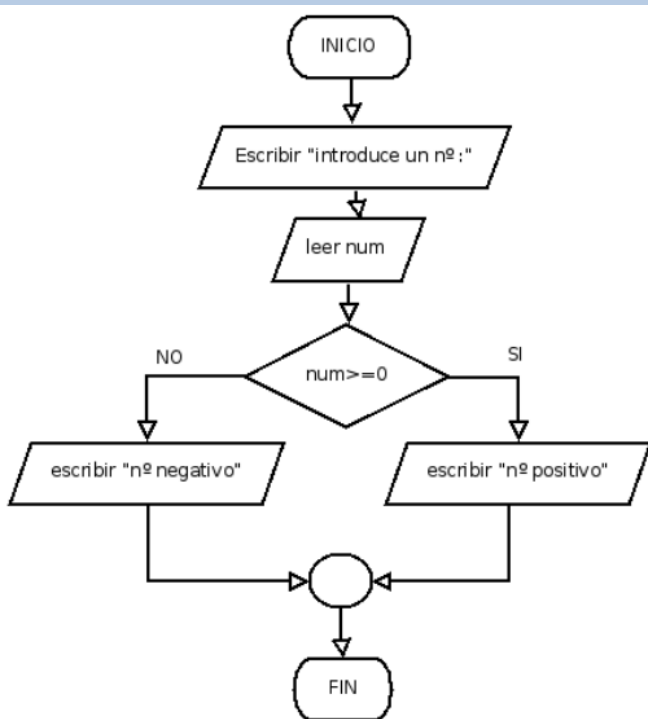 INICIO
Escribir "introduce un nº:"
leer num
num>=0
NO
SI
escribir "nº negativo"
escribir "nº positivo"
FIN